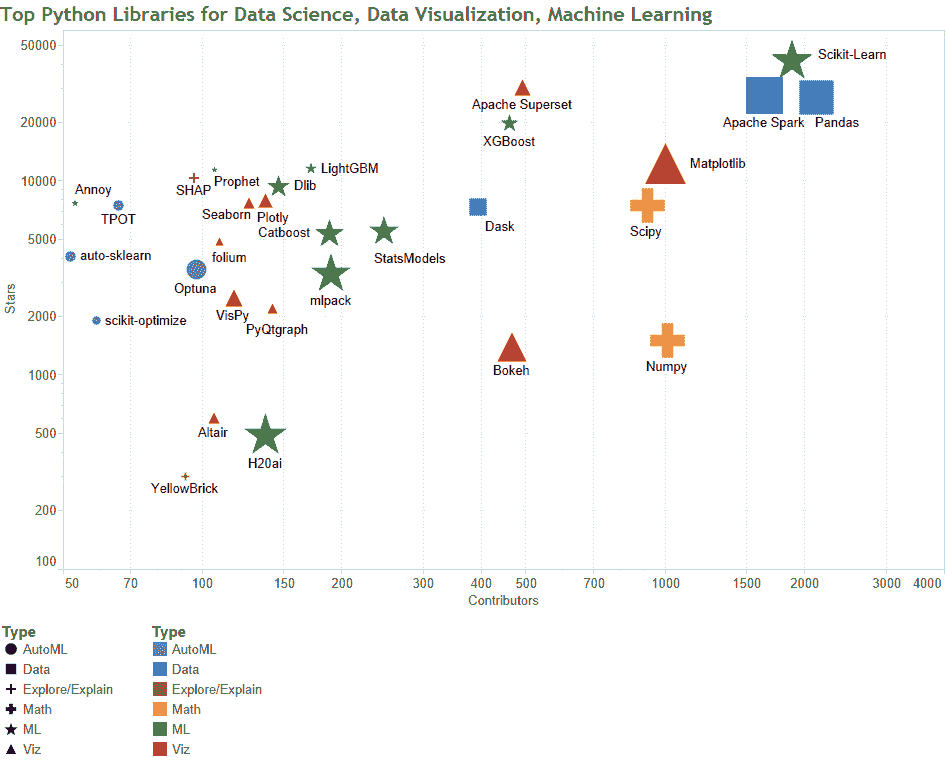 Top Python Libraries for Data Science, Data Visualization, Machine Learning
50000
Scikit-Learn
Apache Superset
20000
Apache Spark
Pandas
XGBoost
Matplotlib
LightGBM
Prophet
10000
SHAP
Dlib
Annoy
TPOT
Seaborn
Plotly
Dask
Scipy
Catboost
5000
StatsModels
auto-sklearn
folium
Optuna
mlpack
Stars
2000
scikit-optimize
VisPy
PyQtgraph
Numpy
Bokeh
1000
500
Altair
H20ai
YellowBrick
200
100
50
70
100
150
200
300
400
500
700
1000
1500
2000
3000
4000
Contributors
Type
AutoML
Data
Explore/Explain
Math
ML
Viz
Type
AutoML
Data
Explore/Explain
Math
ML
Viz